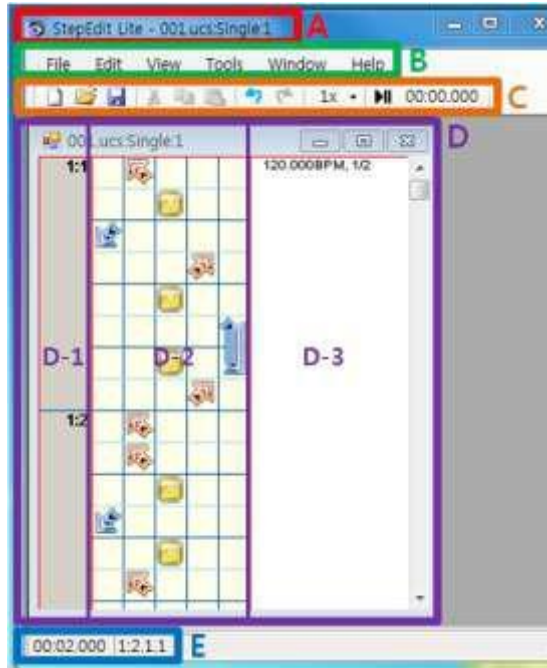 StepEdit Lite - 001.ucs:Single:1 A
File Edit View Tools Window Help B
1x 00:00.000 C
001.ucs:Single:1 D
1:1 120.000BPM, 1/2
D-1 D-2 D-3
1:2
00:02.000 1:2,1.1 E